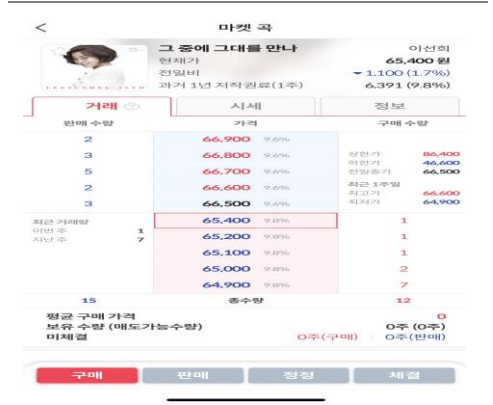 마켓 곡
그 중에 그대를 만나 이선희
현재가 65,400 원
전일비 1,100 (1.7%)
과거 1년 저작권료(1주) 6,391 (9.8%)
거래 시세 정보
판매 수량 가격 구매 수량
2 66,900 9.6%
3 66,800 9.6%
5 66,700 9.6%
2 66,600 9.6%
3 66,500 9.6%
상한가 86,400
하한가 46,600
전일종가 66,500
최근 1주일
최고가 66,600
최저가 64,900
최근 거래량
이번 주 1
지난 주 7
65,400 9.8% 1
65,200 9.8% 1
65,100 9.8% 1
65,000 9.8% 2
64,900 9.8% 7
15 총수량 12
평균 구매 가격 0
보유 수량 (매도가능수량) 0주 (0주)
미체결 0주(구매) 0주(판매)
구매 판매 정정 체결